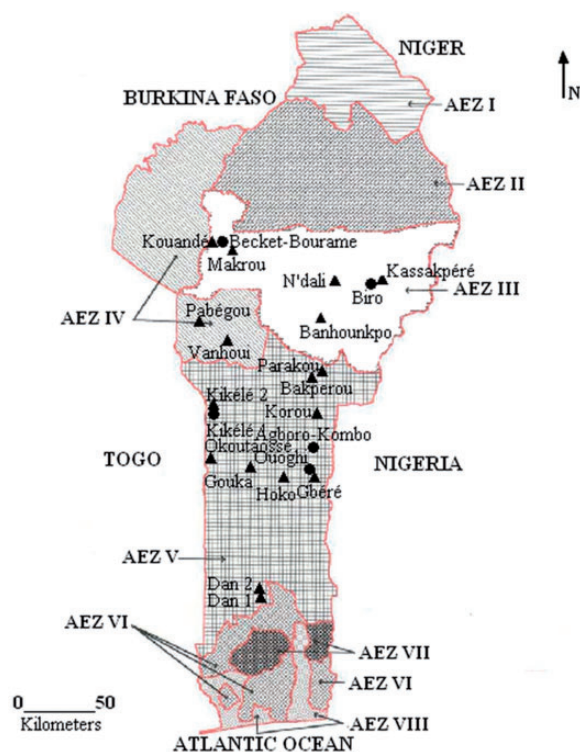 NIGER
N
BURKINA FASO
AEZ I
AEZ II
Kouandé
Becket-Bourame
Makrou
N'dali
Kassakpéré
Biro
AEZ III
AEZ IV
Pabégou
Banhounkpo
Vanhoui
Parakou
Bakperou
Kikélé 2
Korou
Kikélé 1
Agboro-Kombo
TOGO
Okoutaossé
Ouoghi
NIGERIA
Gouka
Hoko
Gbéré
AEZ V
Dan 2
Dan 1
AEZ VI
AEZ VII
AEZ VI
0 50
Kilometers
AEZ VIII
ATLANTIC OCEAN